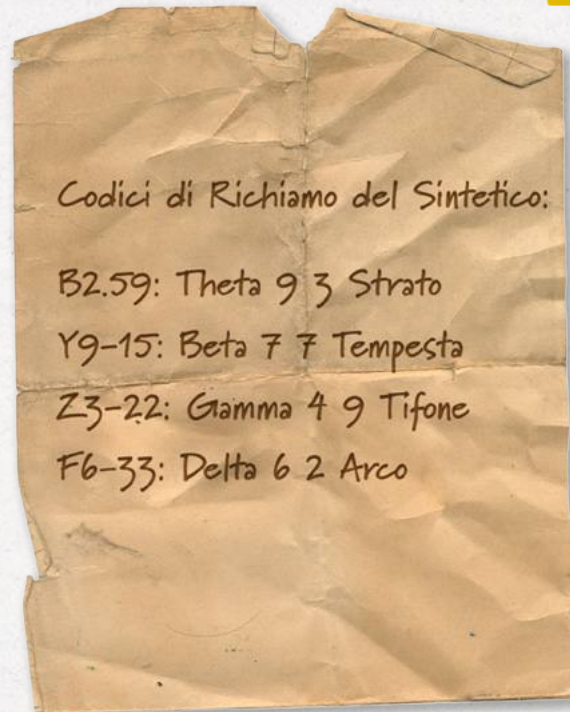 Codici di Richiamo del Sintetico:
B2.59: Theta 9 3 Strato
Y9-15: Beta 7 7 Tempesta
Z3-22: Gamma 4 9 Tifone
F6-33: Delta 6 2 Arco